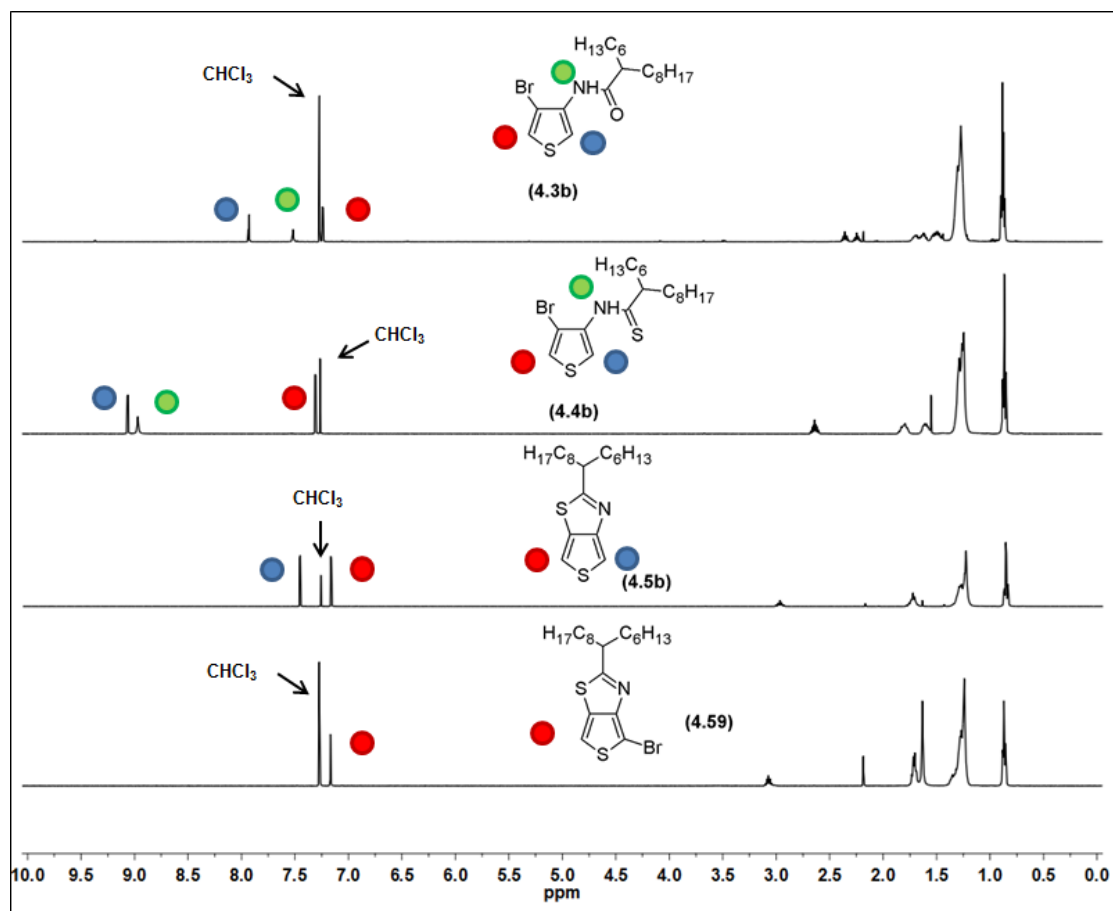 H13C6
CHCl3
Br
NH
C8H17
O
S
(4.3b)
H13C6
C8H17
Br
NH
CHCl3
S
S
(4.4b)
H17C8
C6H13
CHCl3
S
N
S
(4.5b)
H17C8
C6H13
CHCl3
S
N
(4.59)
S
Br
10.0 9.5 9.0 8.5 8.0 7.5 7.0 6.5 6.0 5.5 5.0 4.5 4.0 3.5 3.0 2.5 2.0 1.5 1.0 0.5 0.0
ppm